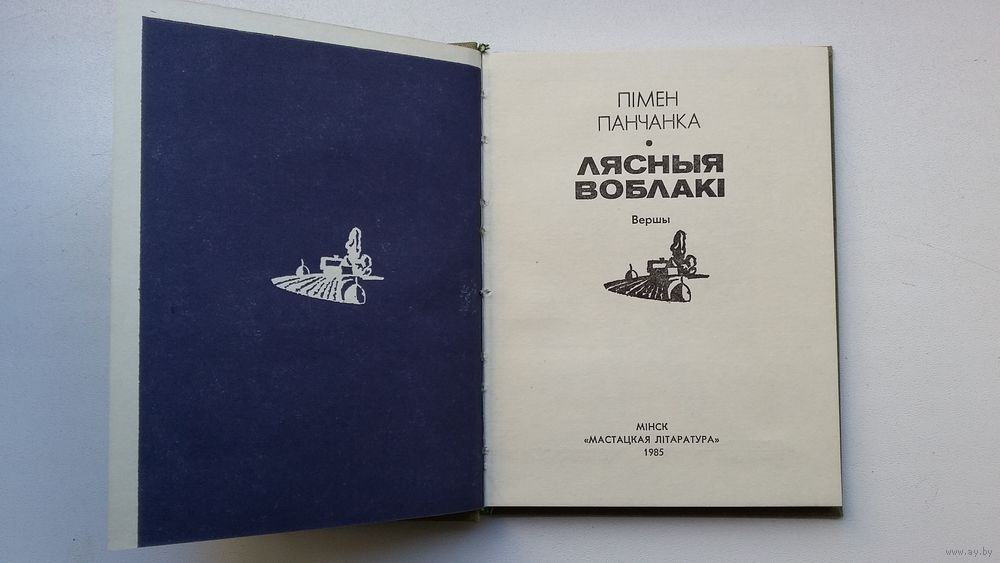 ПІМЕН
ПАНЧАНКА
•
ЛЯСНЫЯ
ВОБЛАКІ
Вершы
МІНСК
«МАСТАЦКАЯ ЛІТАРАТУРА»
1985
www.ay.by